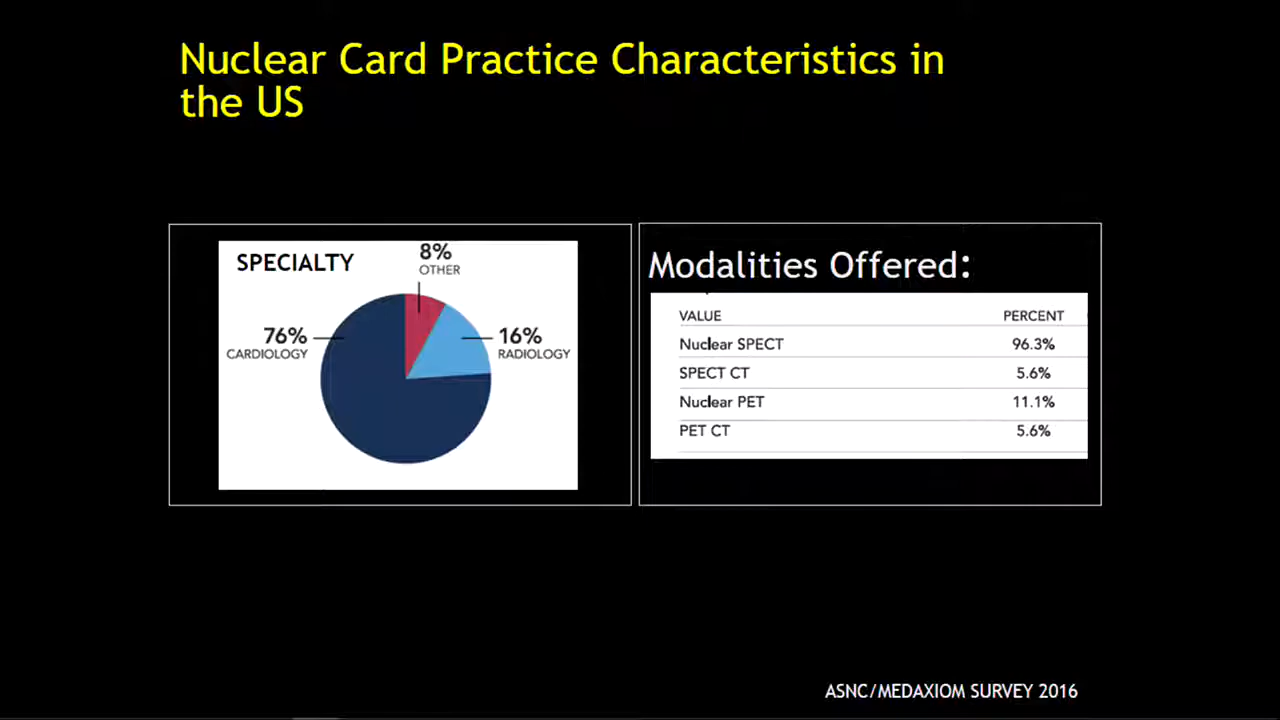 Nuclear Card Practice Characteristics in
the US
SPECIALTY
8%
OTHER
76%
CARDIOLOGY
16%
RADIOLOGY
Modalities Offered:
VALUE PERCENT
Nuclear SPECT 96.3%
SPECT CT 5.6%
Nuclear PET 11.1%
PET CT 5.6%
ASNC/MEDAXIOM SURVEY 2016